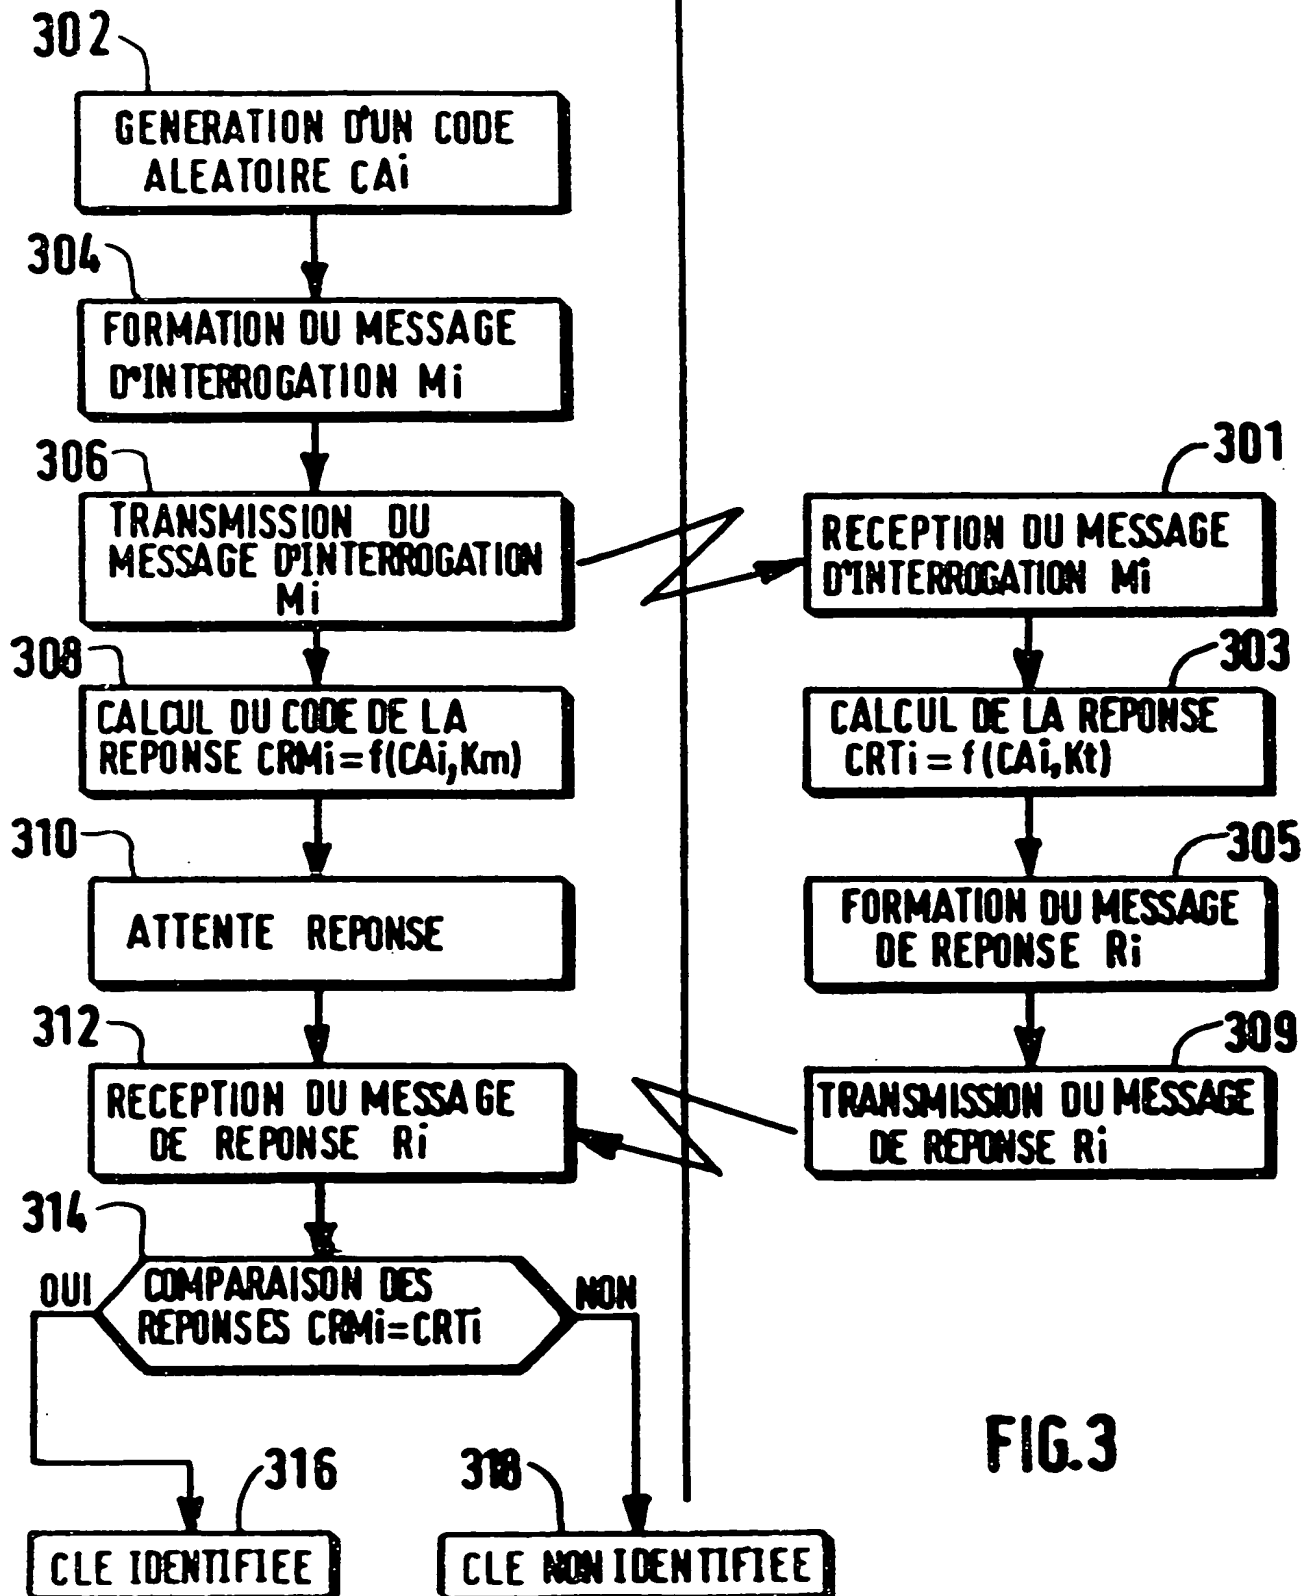 302
GENERATION D'UN CODE
ALEATOIRE CAi
304
FORMATION DU MESSAGE
D'INTERROGATION Mi
306
TRANSMISSION DU
MESSAGE D'INTERROGATION
Mi
301
RECEPTION DU MESSAGE
D'INTERROGATION Mi
308
CALCUL DU CODE DE LA
REPONSE CRMi=f(CAi,Km)
303
CALCUL DE LA REPONSE
CRTi=f(CAi,Kt)
310
ATTENTE REPONSE
305
FORMATION DU MESSAGE
DE REPONSE Ri
312
RECEPTION DU MESSAGE
DE REPONSE Ri
309
TRANSMISSION DU MESSAGE
DE REPONSE Ri
314
OUI
COMPARAISON DES
REPONSES CRMi=CRTi
NON
316
CLE IDENTIFIEE
318
CLE NON IDENTIFIEE
FIG.3